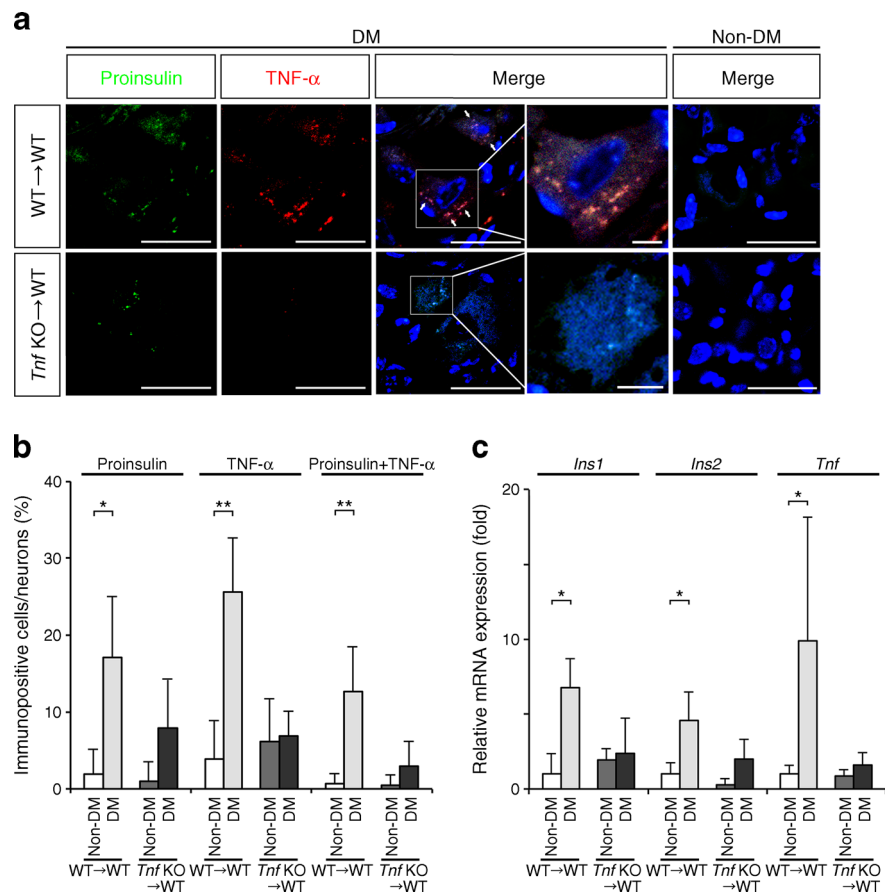 a
DM
Non-DM
Proinsulin
TNF-α
Merge
Merge
WT→WT
Tnf KO→WT
b
Proinsulin
TNF-α
Proinsulin+TNF-α
Immunopositive cells/neurons (%)
40
30
20
10
0
*
**
**
Non-DM
DM
Non-DM
DM
Non-DM
DM
Non-DM
DM
Non-DM
DM
Non-DM
DM
WT→WT
Tnf KO
→WT
WT→WT
Tnf KO
→WT
WT→WT
Tnf KO
→WT
c
Ins1
Ins2
Tnf
Relative mRNA expression (fold)
20
10
0
*
*
*
Non-DM
DM
Non-DM
DM
Non-DM
DM
Non-DM
DM
Non-DM
DM
Non-DM
DM
WT→WT
Tnf KO
→WT
WT→WT
Tnf KO
→WT
WT→WT
Tnf KO
→WT